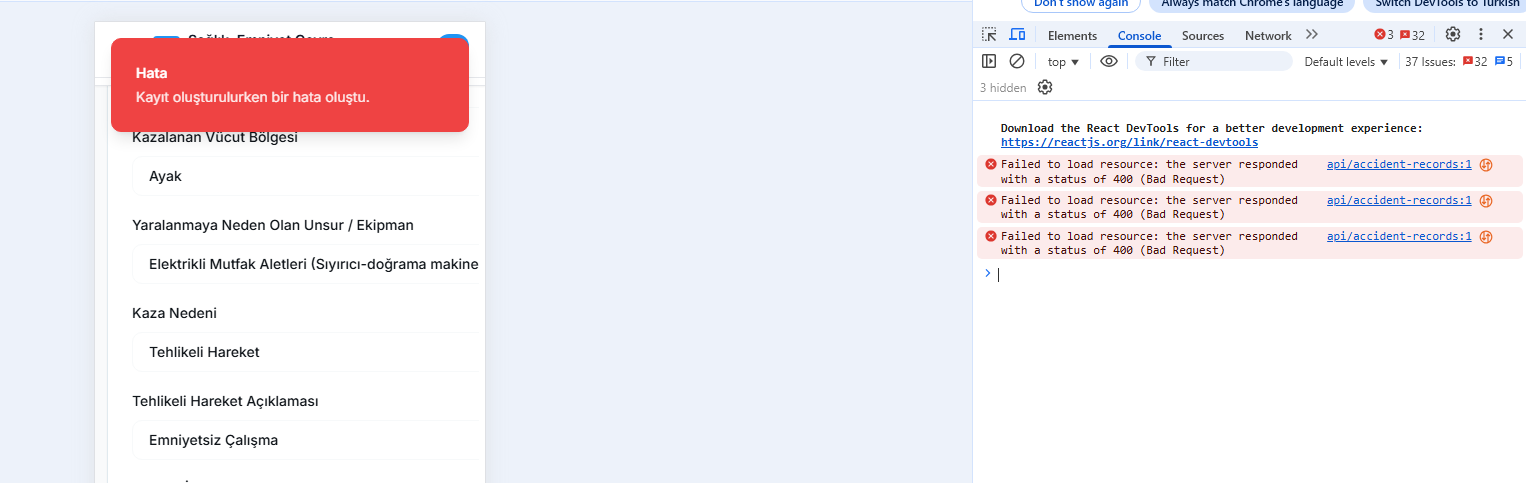 Don't show again
Always match Chrome's language
Switch DevTools to Turkish
Elements
Console
Sources
Network
3
32
top
Filter
Default levels
37 Issues:
32
5
3 hidden
Hata
Kayıt oluşturulurken bir hata oluştu.
Kazalanan Vücut Bölgesi
Ayak
Yaralanmaya Neden Olan Unsur / Ekipman
Elektrikli Mutfak Aletleri (Sıyırıcı-doğrama makine
Kaza Nedeni
Tehlikeli Hareket
Tehlikeli Hareket Açıklaması
Emniyetsiz Çalışma
Download the React DevTools for a better development experience:
https://reactjs.org/link/react-devtools
Failed to load resource: the server responded
with a status of 400 (Bad Request)
api/accident-records:1
Failed to load resource: the server responded
with a status of 400 (Bad Request)
api/accident-records:1
Failed to load resource: the server responded
with a status of 400 (Bad Request)
api/accident-records:1